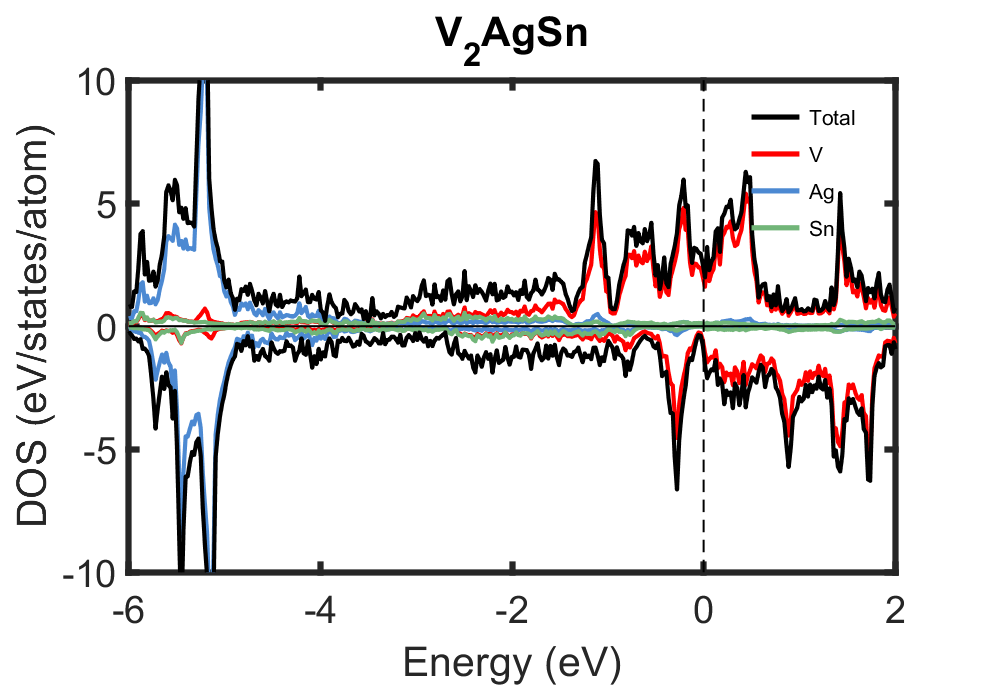 V₂AgSn
10
5
0
-5
-10
DOS (eV/states/atom)
Total
V
Ag
Sn
-6 -4 -2 0 2
Energy (eV)